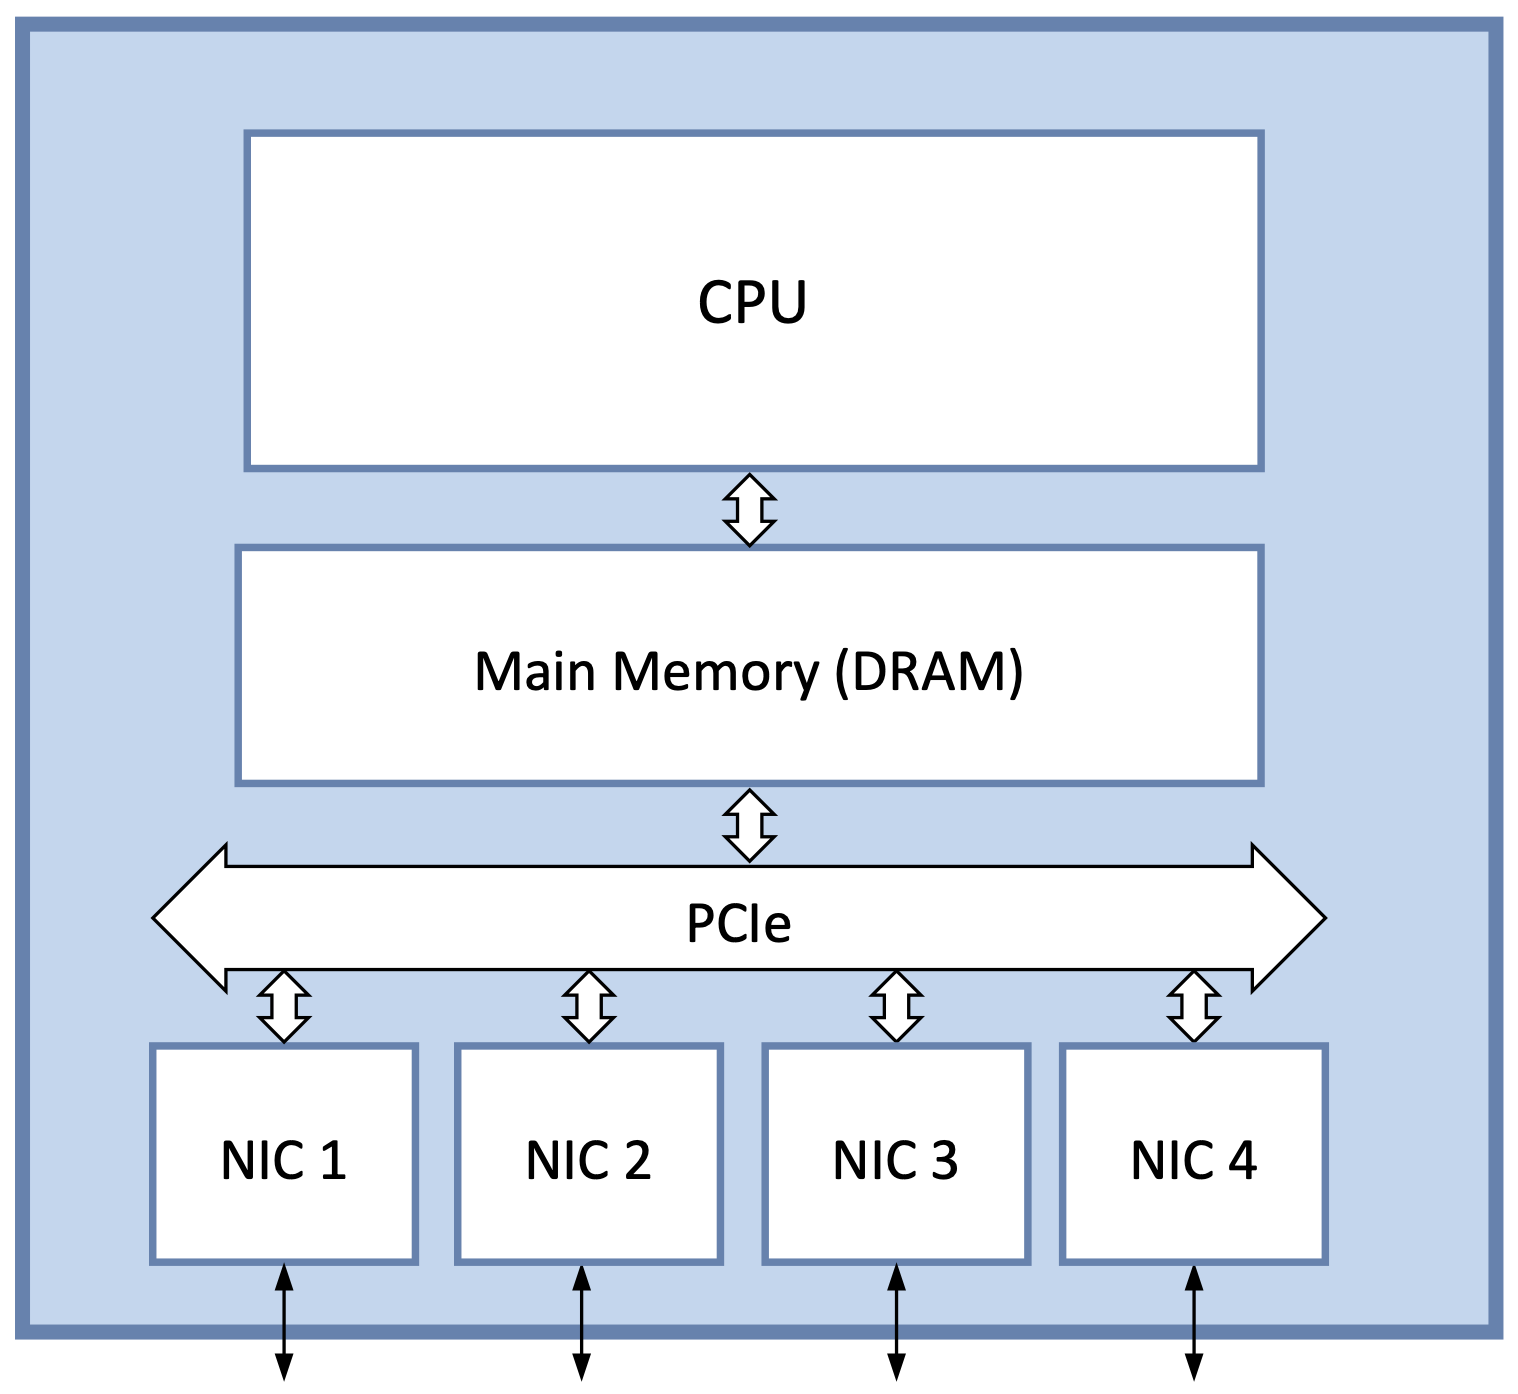 CPU
Main Memory (DRAM)
PCIe
NIC 1
NIC 2
NIC 3
NIC 4